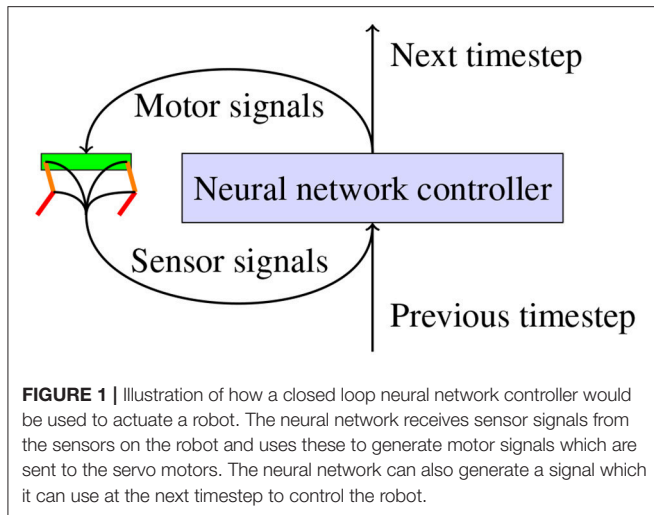 Next timestep
Motor signals
Neural network controller
Sensor signals
Previous timestep
FIGURE 1 | Illustration of how a closed loop neural network controller would
be used to actuate a robot. The neural network receives sensor signals from
the sensors on the robot and uses these to generate motor signals which are
sent to the servo motors. The neural network can also generate a signal which
it can use at the next timestep to control the robot.